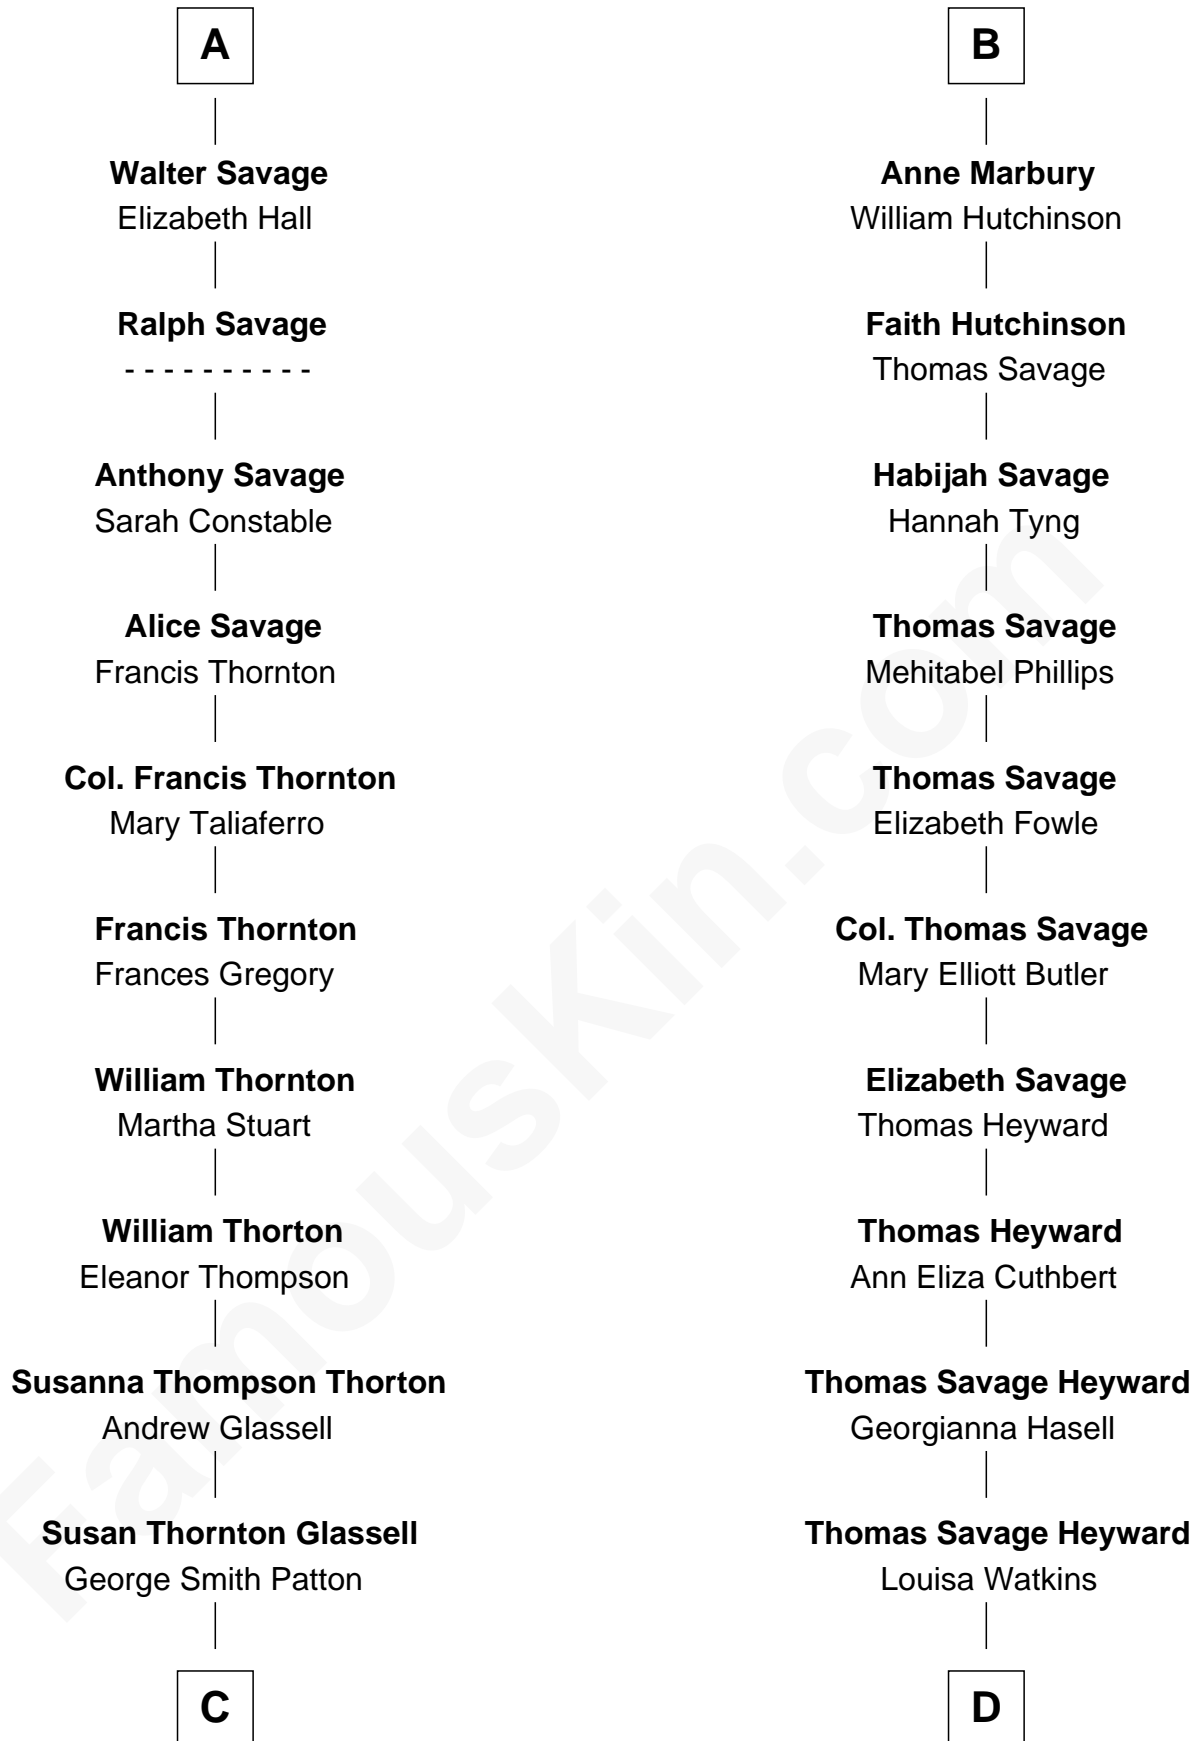 A
Walter Savage
Elizabeth Hall
Ralph Savage
- - - - - - - - - -
Anthony Savage
Sarah Constable
Alice Savage
Francis Thornton
Col. Francis Thornton
Mary Taliaferro
Francis Thornton
Frances Gregory
William Thornton
Martha Stuart
William Thorton
Eleanor Thompson
Susanna Thompson Thorton
Andrew Glassell
Susan Thornton Glassell
George Smith Patton
C
B
Anne Marbury
William Hutchinson
Faith Hutchinson
Thomas Savage
Habijah Savage
Hannah Tyng
Thomas Savage
Mehitabel Phillips
Thomas Savage
Elizabeth Fowle
Col. Thomas Savage
Mary Elliott Butler
Elizabeth Savage
Thomas Heyward
Thomas Heyward
Ann Eliza Cuthbert
Thomas Savage Heyward
Georgianna Hasell
Thomas Savage Heyward
Louisa Watkins
D
FamousKin.com